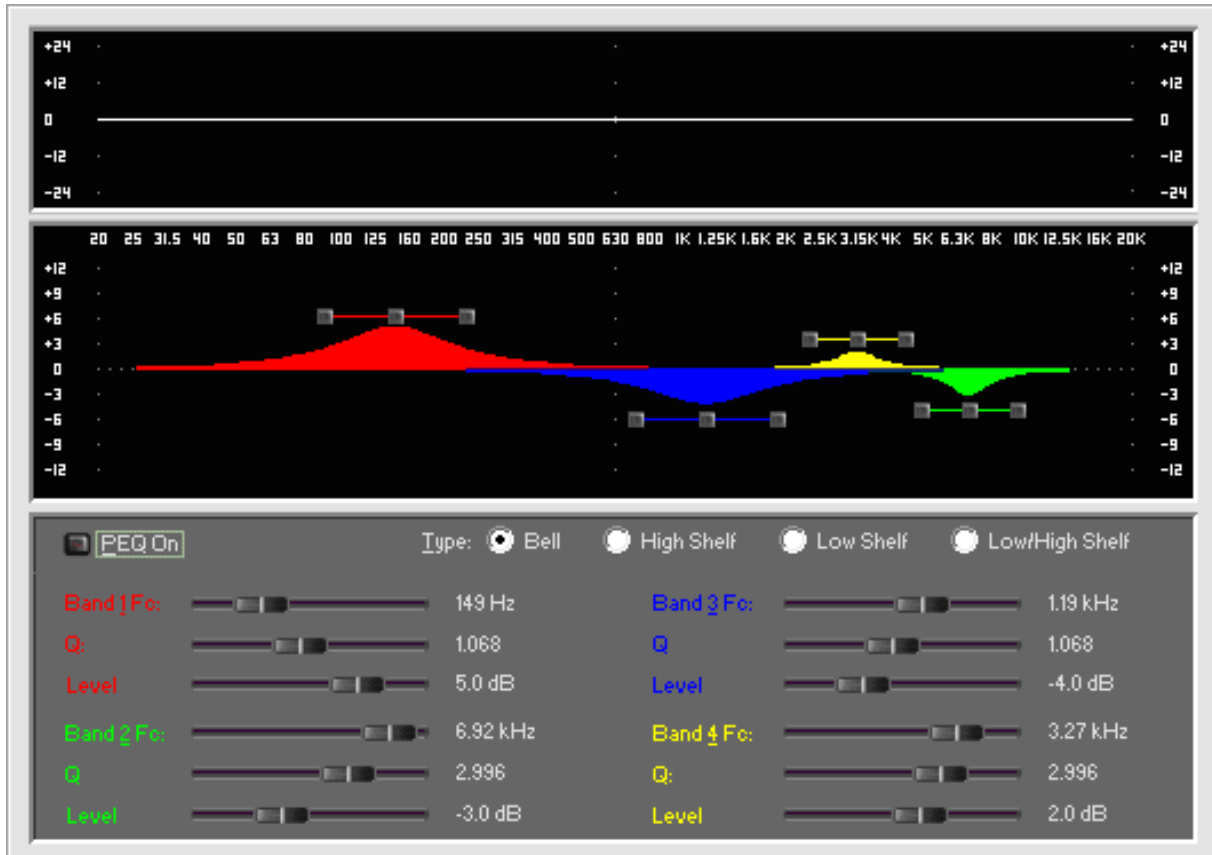 +24 +24
+12 +12
0 0
-12 -12
-24 -24
20 25 31.5 40 50 63 80 100 125 160 200 250 315 400 500 630 800 1K 1.25K 1.6K 2K 2.5K 3.15K 4K 5K 6.3K 8K 10K 12.5K 16K 20K
+12 +12
+9 +9
+6 +6
+3 +3
0 0
-3 -3
-6 -6
-9 -9
-12 -12
PEQ On Type: Bell High Shelf Low Shelf Low/High Shelf
Band 1 Fc: 149 Hz Band 3 Fc: 1.19 kHz
Q: 1.068 Q 1.068
Level 5.0 dB Level -4.0 dB
Band 2 Fc: 6.92 kHz Band 4 Fc: 3.27 kHz
Q 2.996 Q: 2.996
Level -3.0 dB Level 2.0 dB